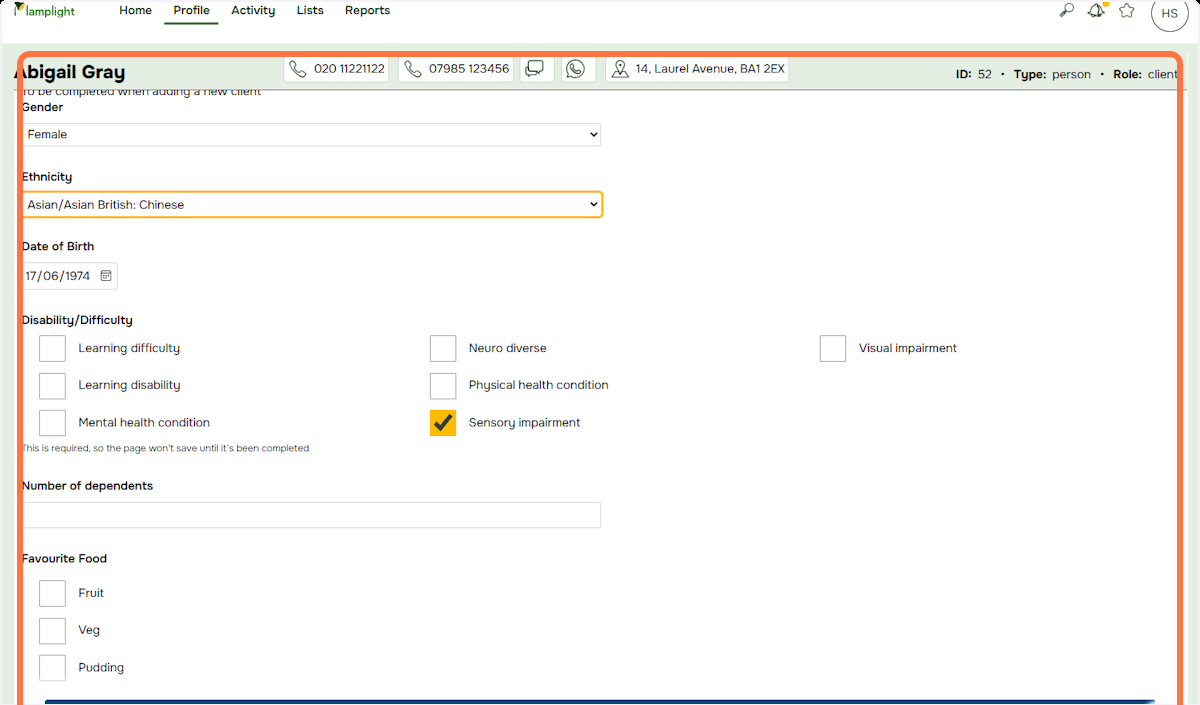 lamplight
Home Profile Activity Lists Reports
HS
Abigail Gray
020 11221122
07985 123456
14, Laurel Avenue, BA1 2EX
ID: 52 · Type: person · Role: client
To be completed when adding a new client
Gender
Female
Ethnicity
Asian/Asian British: Chinese
Date of Birth
17/06/1974
Disability/Difficulty
Learning difficulty
Neuro diverse
Visual impairment
Learning disability
Physical health condition
Mental health condition
Sensory impairment
This is required, so the page won't save until it's been completed
Number of dependents
Favourite Food
Fruit
Veg
Pudding